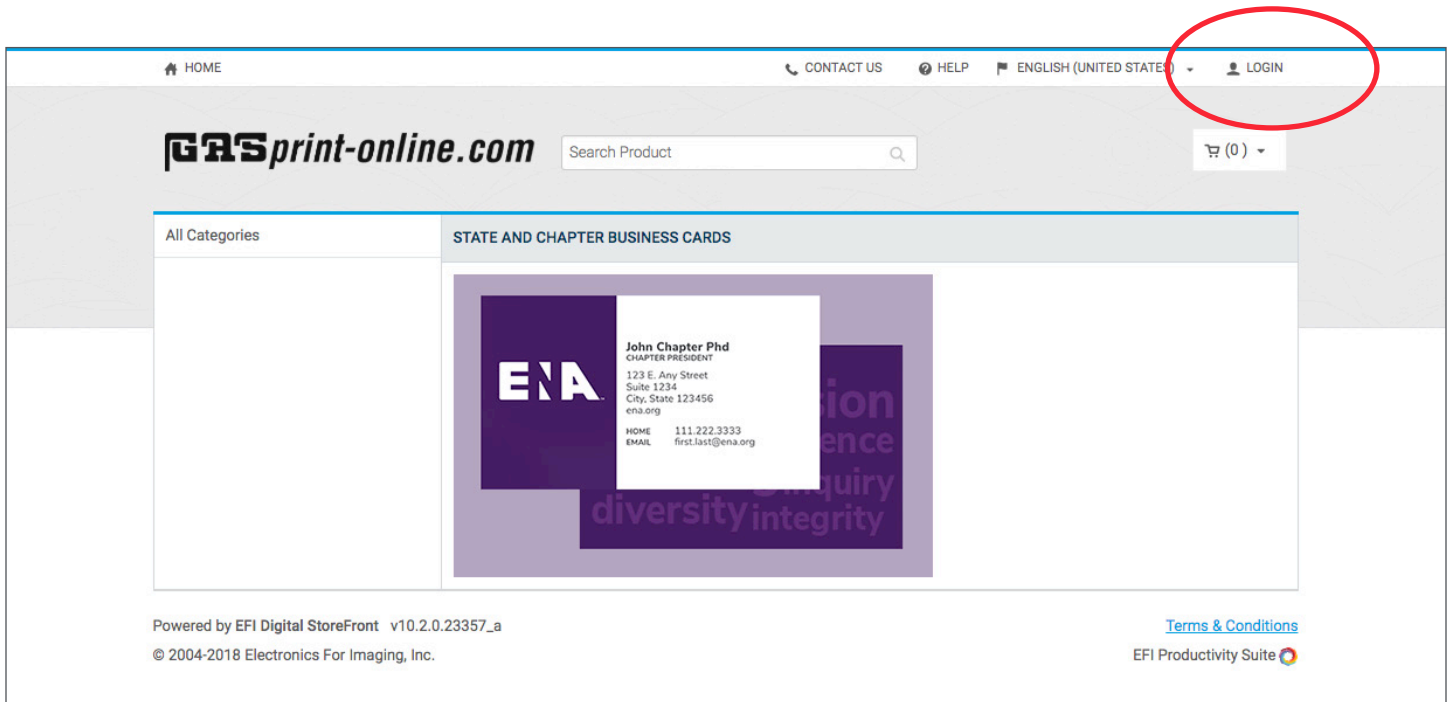 HOME
CONTACT US
HELP
ENGLISH (UNITED STATES)
LOGIN
GASprint-online.com
Search Product
(0)
All Categories
STATE AND CHAPTER BUSINESS CARDS
ENA
John Chapter Phd
CHAPTER PRESIDENT
123 E. Any Street
Suite 1234
City, State 123456
ena.org
HOME 111.222.3333
EMAIL first.last@ena.org
diversity integrity
Powered by EFI Digital StoreFront v10.2.0.23357_a
Terms & Conditions
© 2004-2018 Electronics For Imaging, Inc.
EFI Productivity Suite